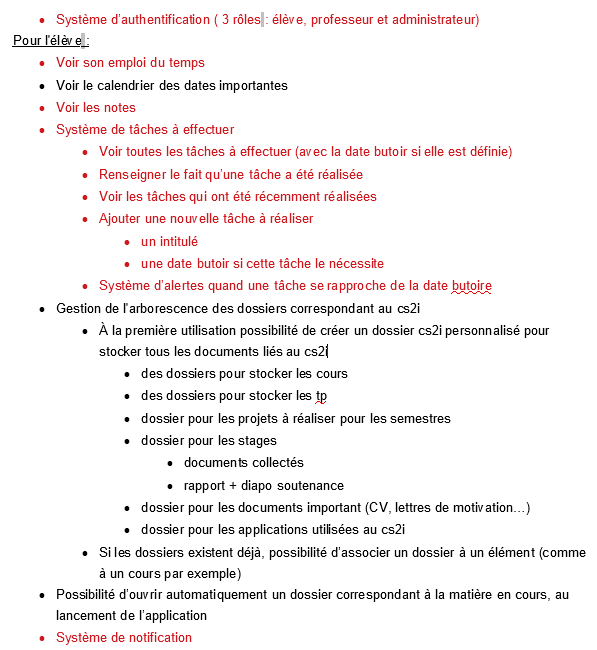 • Système d'authentification ( 3 rôles : élève, professeur et administrateur)
Pour l'élève :
• Voir son emploi du temps
• Voir le calendrier des dates importantes
• Voir les notes
• Système de tâches à effectuer
• Voir toutes les tâches à effectuer (avec la date butoir si elle est définie)
• Renseigner le fait qu'une tâche a été réalisée
• Voir les tâches qui ont été récemment réalisées
• Ajouter une nouvelle tâche à réaliser
• un intitulé
• une date butoir si cette tâche le nécessite
• Système d'alertes quand une tâche se rapproche de la date butoire
• Gestion de l'arborescence des dossiers correspondant au cs2i
• À la première utilisation possibilité de créer un dossier cs2i personnalisé pour
stocker tous les documents liés au cs2i
• des dossiers pour stocker les cours
• des dossiers pour stocker les tp
• dossier pour les projets à réaliser pour les semestres
• dossier pour les stages
• documents collectés
• rapport + diapo soutenance
• dossier pour les documents important (CV, lettres de motivation…)
• dossier pour les applications utilisées au cs2i
• Si les dossiers existent déjà, possibilité d'associer un dossier à un élément (comme
à un cours par exemple)
• Possibilité d'ouvrir automatiquement un dossier correspondant à la matière en cours, au
lancement de l'application
• Système de notification